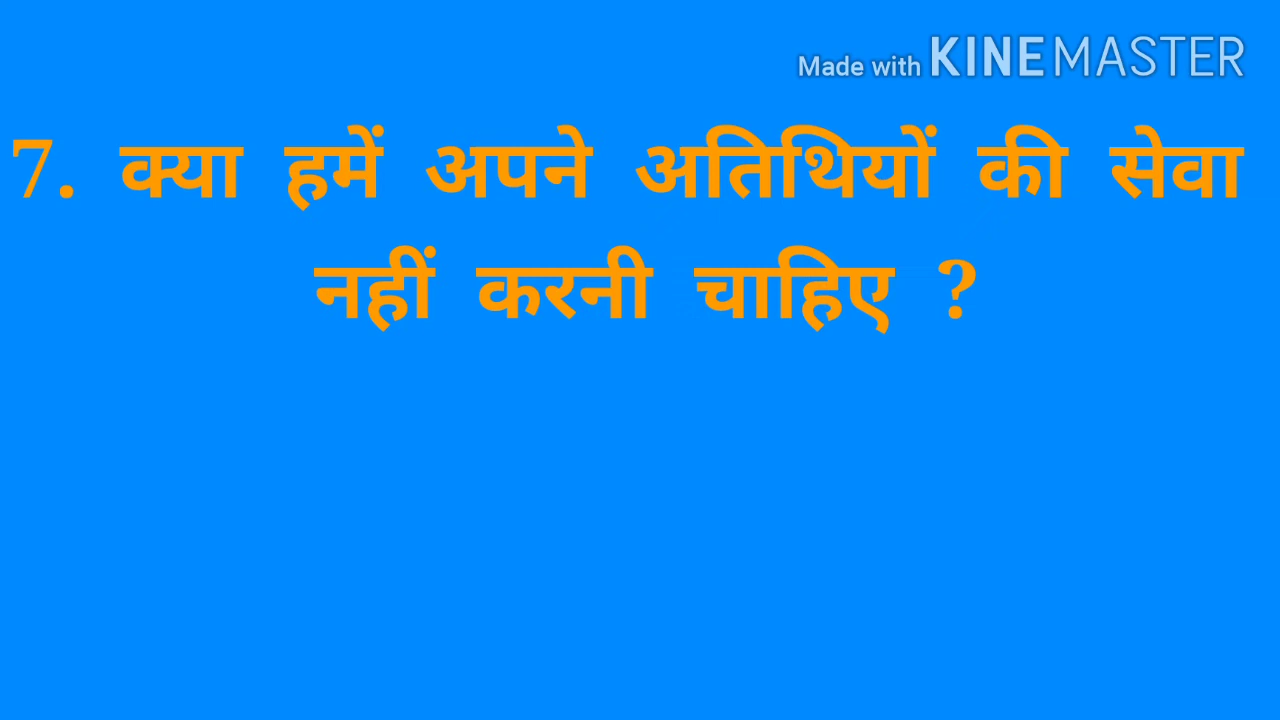 Made with KINEMASTER
7. क्या हमें अपने अतिथियों की सेवा
नहीं करनी चाहिए ?